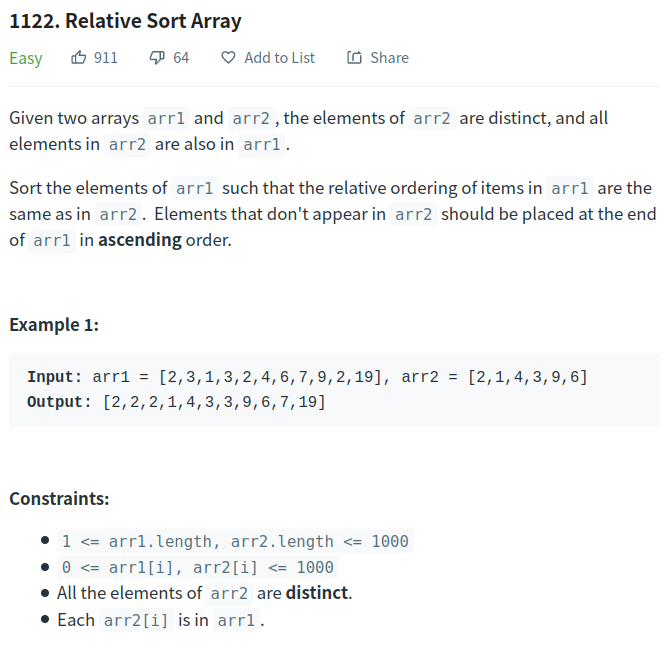 1122. Relative Sort Array
Easy 911 64 Add to List Share
Given two arrays arr1 and arr2, the elements of arr2 are distinct, and all
elements in arr2 are also in arr1.
Sort the elements of arr1 such that the relative ordering of items in arr1 are the
same as in arr2. Elements that don't appear in arr2 should be placed at the end
of arr1 in ascending order.
Example 1:
Input: arr1 = [2,3,1,3,2,4,6,7,9,2,19], arr2 = [2,1,4,3,9,6]
Output: [2,2,2,1,4,3,3,9,6,7,19]
Constraints:
• 1 <= arr1.length, arr2.length <= 1000
• 0 <= arr1[i], arr2[i] <= 1000
• All the elements of arr2 are distinct.
• Each arr2[i] is in arr1.